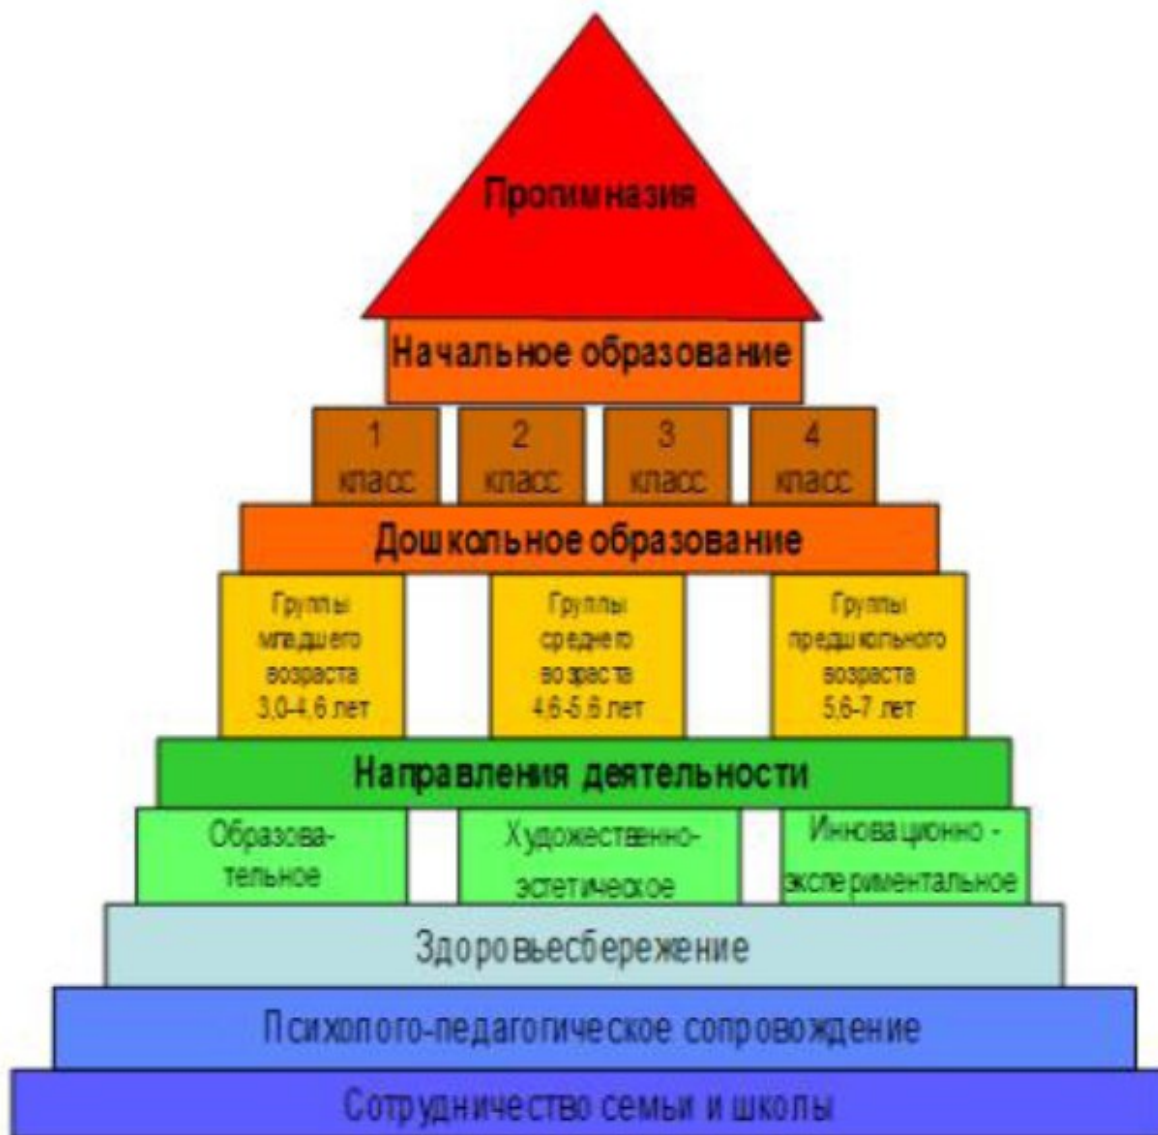 Прогимназия
Начальное образование
1 класс
2 класс
3 класс
4 класс
Дошкольное образование
Группы
младшего
возраста
3,0-4,6 лет
Группы
среднего
возраста
4,6-5,6 лет
Группы
предшкольного
возраста
5,6-7 лет
Направления деятельности
Образова-
тельное
Художественно-
эстетическое
Инновационно -
экспериментальное
Здоровьесбережение
Психолого-педагогическое сопровождение
Сотрудничество семьи и школы